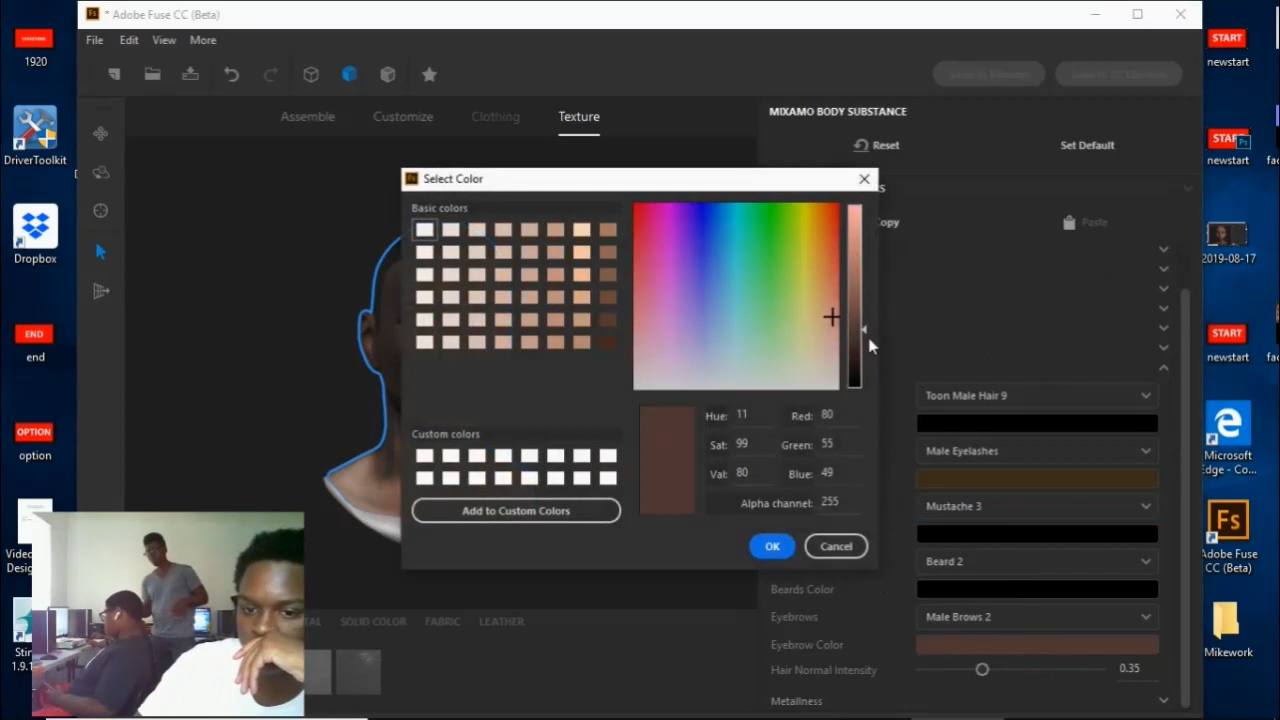 * Adobe Fuse CC (Beta)
File Edit View More
Assemble Customize Clothing Texture
MIXAMO BODY SUBSTANCE
Reset Set Default
Copy Paste
Select Color
Basic colors
Custom colors
Add to Custom Colors
Hue: 11 Red: 80
Sat: 99 Green: 55
Val: 80 Blue: 49
Alpha channel: 255
OK Cancel
Toon Male Hair 9
Male Eyelashes
Mustache 3
Beard 2
Beards Color
Eyebrows Male Brows 2
Eyebrow Color
Hair Normal Intensity 0.35
Metallness
SOLID COLOR FABRIC LEATHER
1920
DriverToolkit
Dropbox
END
end
OPTION
option
START
newstart
newstart
2019-08-17
START
newstart
Microsoft
Edge - Co...
Fs
Adobe Fuse
CC (Beta)
Mikework